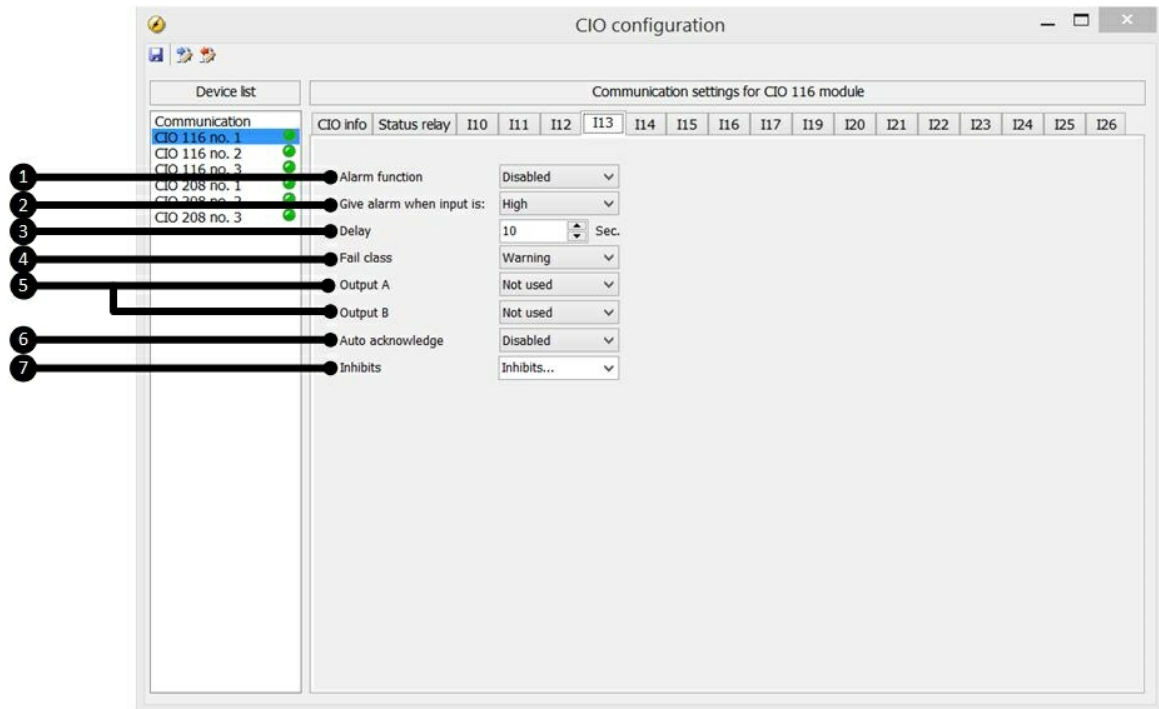 CIO configuration
Device list
Communication settings for CIO 116 module
Communication
CIO 116 no. 1
CIO 116 no. 2
CIO 116 no. 3
CIO 208 no. 1
CIO 208 no. 2
CIO 208 no. 3
CIO info Status relay I10 I11 I12 I13 I14 I15 I16 I17 I19 I20 I21 I22 I23 I24 I25 I26
1 Alarm function Disabled
2 Give alarm when input is: High
3 Delay 10 Sec.
4 Fail class Warning
5 Output A Not used
Output B Not used
6 Auto acknowledge Disabled
7 Inhibits Inhibits...